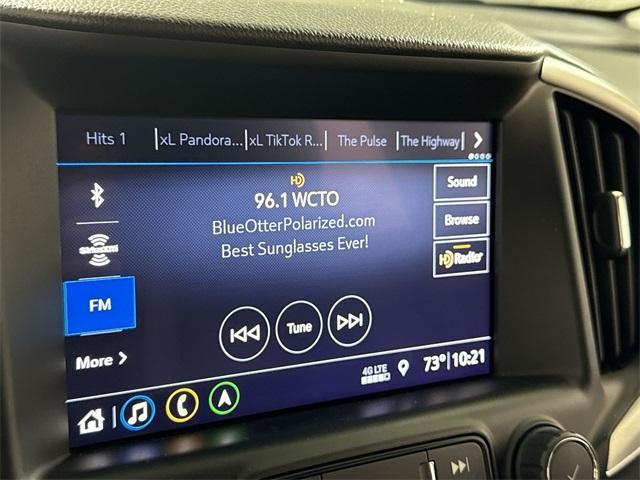 Hits 1 xL Pandora... xL TikTok R... The Pulse The Highway
HD
96.1 WCTO
BlueOtterPolarized.com
Best Sunglasses Ever!
Sound
Browse
HD Radio
SiriusXM
FM
More
Tune
4G LTE
73° 10:21